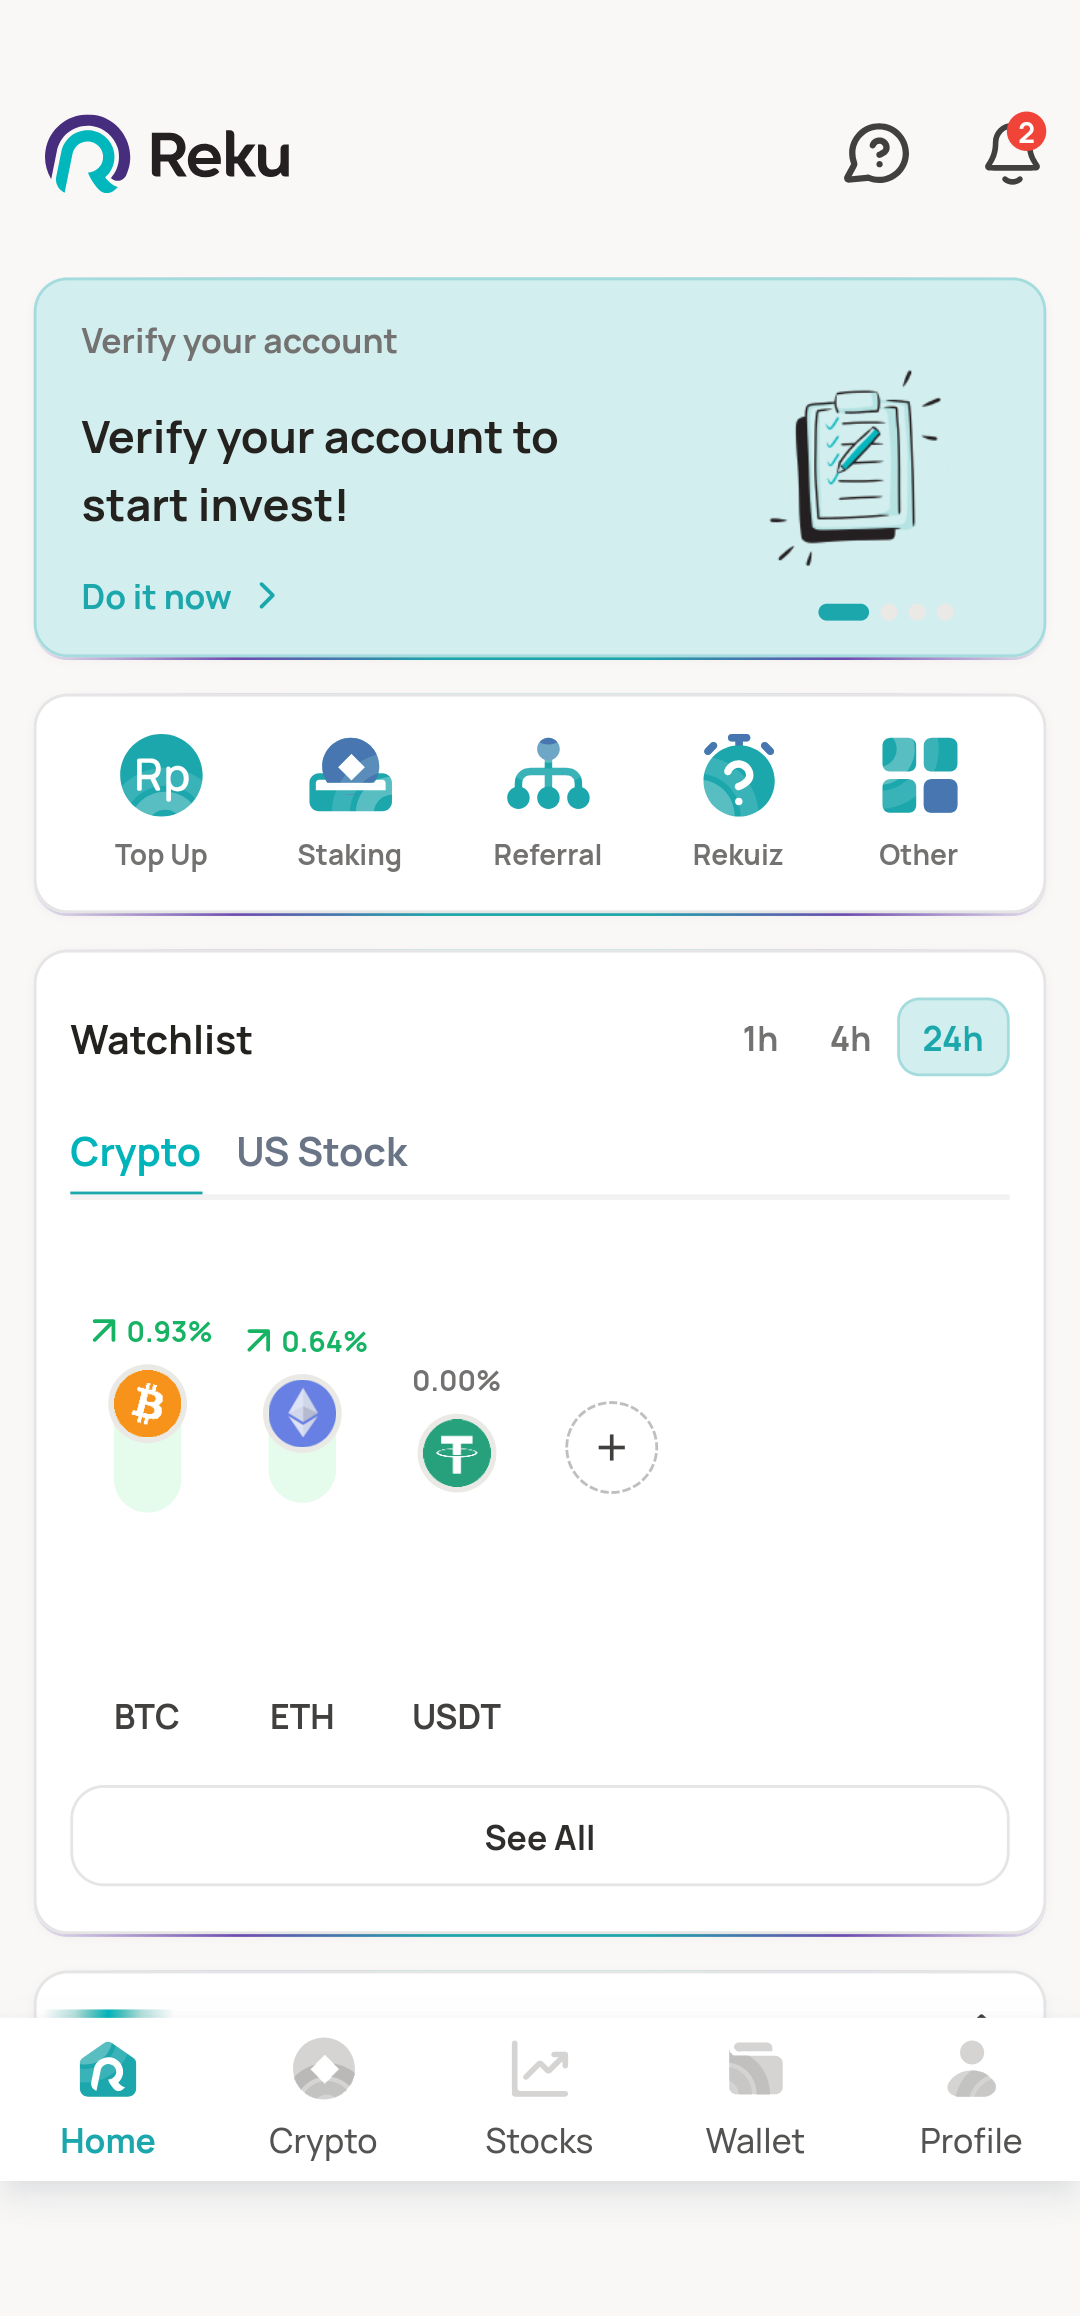 Reku
2
Verify your account
Verify your account to
start invest!
Do it now
Rp
Top Up
Staking
Referral
Rekuiz
Other
Watchlist
1h
4h
24h
Crypto
US Stock
0.93%
0.64%
0.00%
BTC
ETH
USDT
See All
Home
Crypto
Stocks
Wallet
Profile